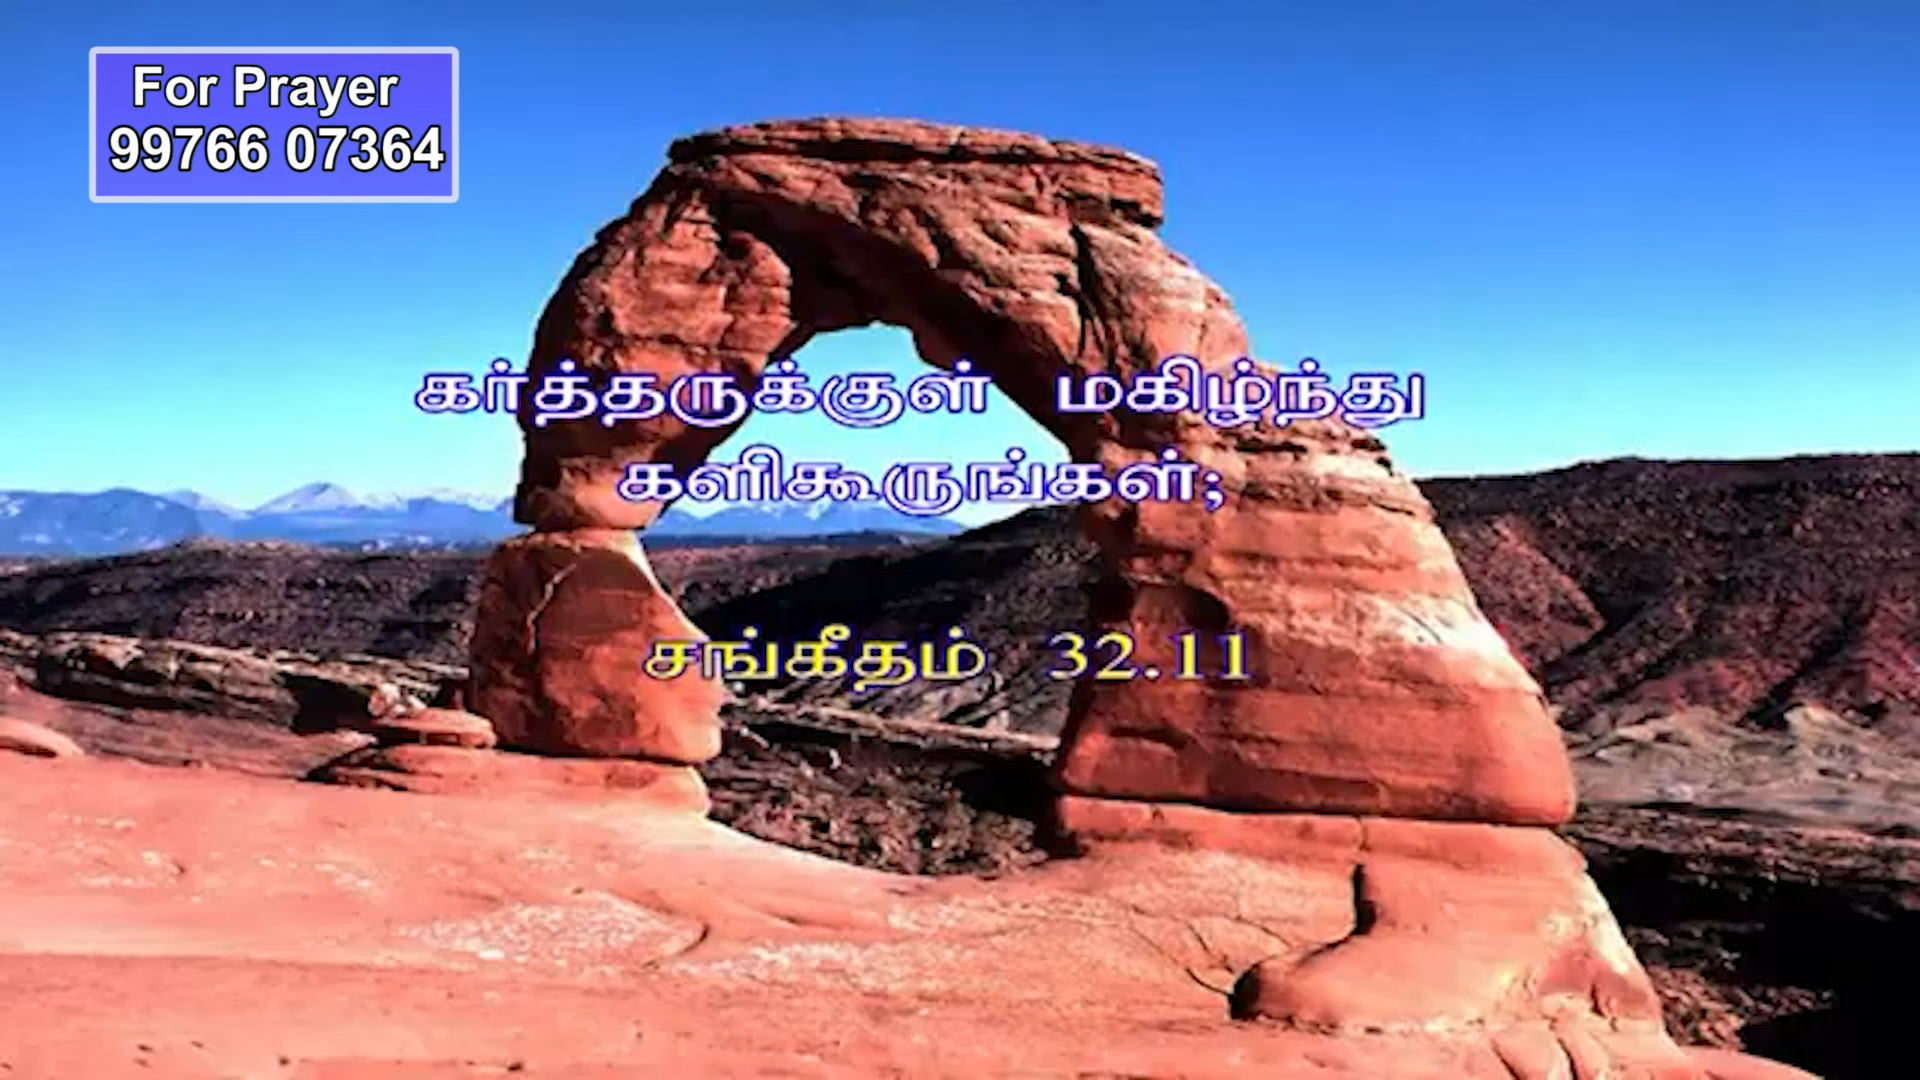 For Prayer
99766 07364
கர்த்தருக்குள் மகிழ்ந்து
களிகூருங்கள்;
சங்கீதம் 32.11